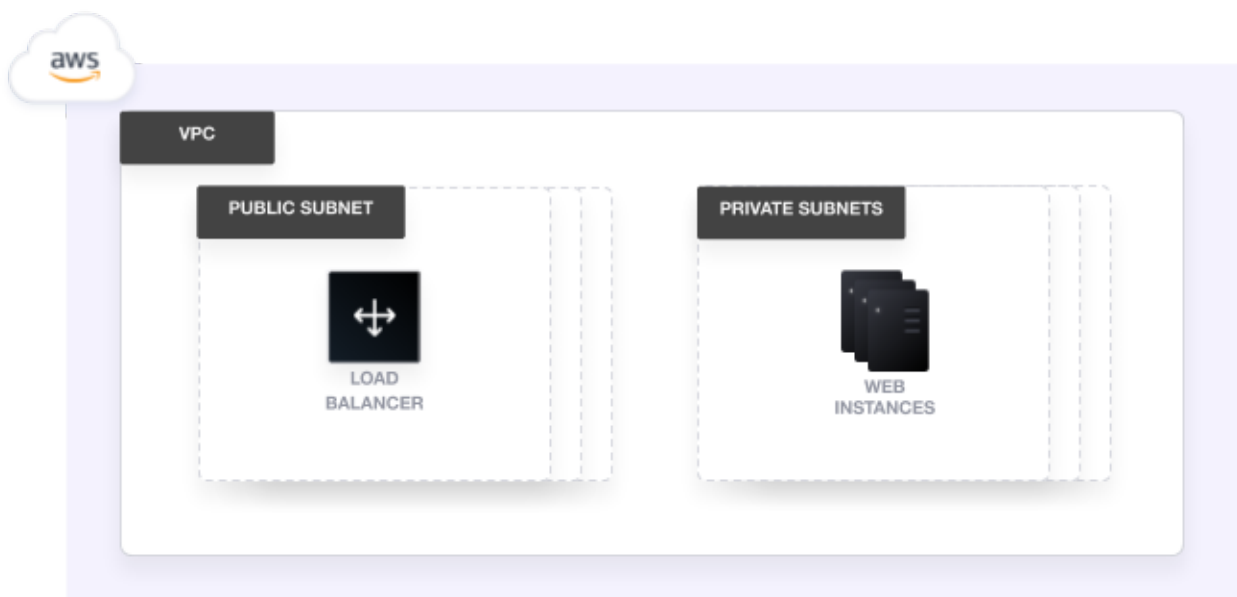 aws
VPC
PUBLIC SUBNET
PRIVATE SUBNETS
LOAD
BALANCER
WEB
INSTANCES